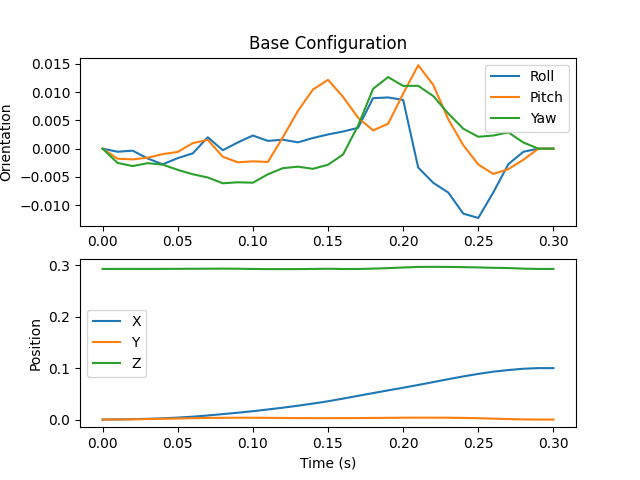 Base Configuration
Orientation
0.015
0.010
0.005
0.000
−0.005
−0.010
Roll
Pitch
Yaw
0.00 0.05 0.10 0.15 0.20 0.25 0.30
Position
0.3
0.2
0.1
0.0
X
Y
Z
0.00 0.05 0.10 0.15 0.20 0.25 0.30
Time (s)